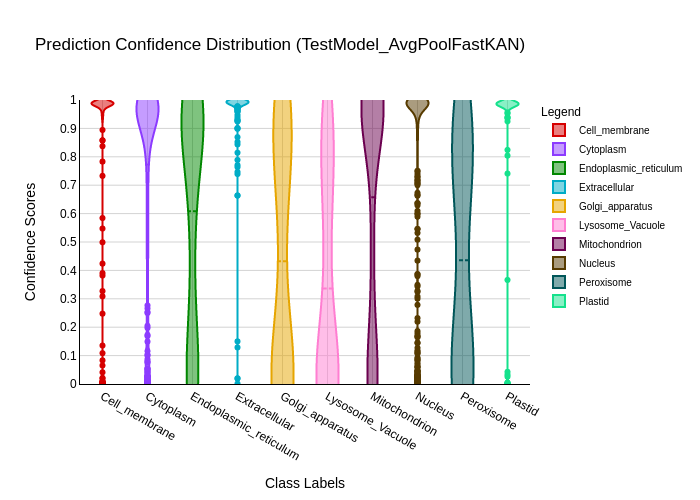 Prediction Confidence Distribution (TestModel_AvgPoolFastKAN)
Legend
Cell_membrane
Cytoplasm
Endoplasmic_reticulum
Extracellular
Golgi_apparatus
Lysosome_Vacuole
Mitochondrion
Nucleus
Peroxisome
Plastid
Confidence Scores
1
0.9
0.8
0.7
0.6
0.5
0.4
0.3
0.2
0.1
0
Cell_membrane
Cytoplasm
Endoplasmic_reticulum
Extracellular
Golgi_apparatus
Lysosome_Vacuole
Mitochondrion
Nucleus
Peroxisome
Plastid
Class Labels